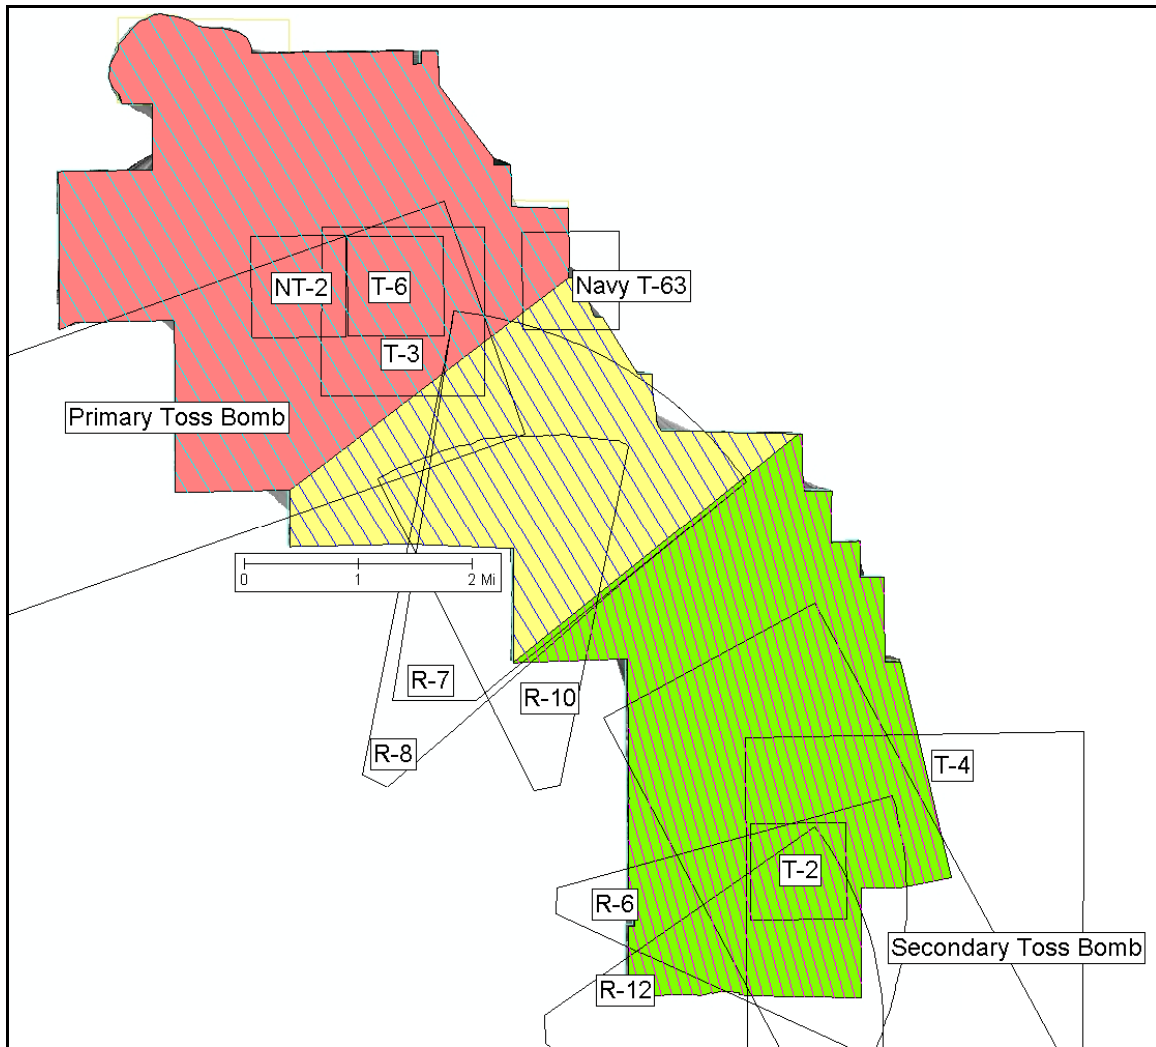 NT-2
T-6
Navy T-63
T-3
Primary Toss Bomb
0 1 2 Mi
R-7
R-10
R-8
T-4
T-2
R-6
Secondary Toss Bomb
R-12